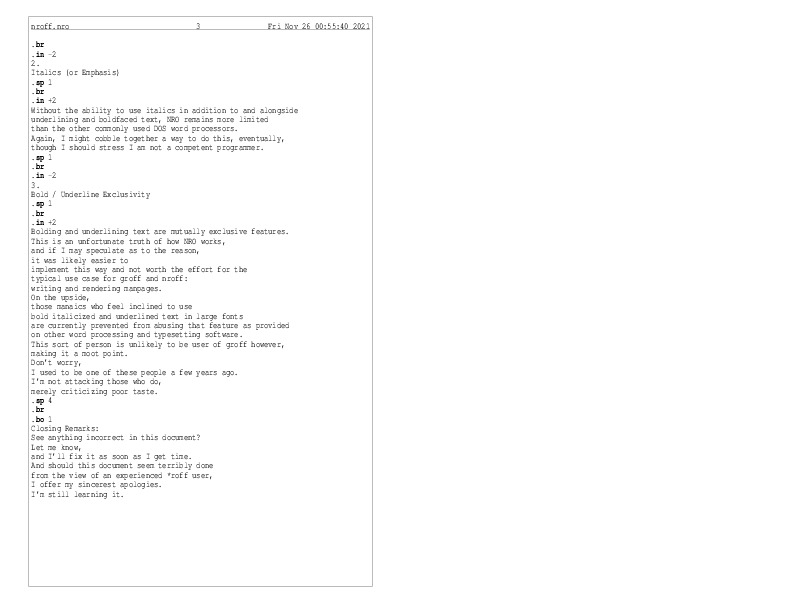 nroff.nro 3 Fri Nov 26 00:55:40 2021
.br
.in -2
2.
Italics (or Emphasis)
.sp 1
.br
.in +2
Without the ability to use italics in addition to and alongside
underlining and boldfaced text, NRO remains more limited
than the other commonly used DOS word processors.
Again, I might cobble together a way to do this, eventually,
though I should stress I am not a competent programmer.
.sp 1
.br
.in -2
3.
Bold / Underline Exclusivity
.sp 1
.br
.in +2
Bolding and underlining text are mutually exclusive features.
This is an unfortunate truth of how NRO works,
and if I may speculate as to the reason,
it was likely easier to
implement this way and not worth the effort for the
typical use case for groff and nroff:
writing and rendering manpages.
On the upside,
those manaics who feel inclined to use
bold italicized and underlined text in large fonts
are currently prevented from abusing that feature as provided
on other word processing and typesetting software.
This sort of person is unlikely to be user of groff however,
making it a moot point.
Don't worry,
I used to be one of these people a few years ago.
I'm not attacking those who do,
merely criticizing poor taste.
.sp 4
.br
.bo 1
Closing Remarks:
See anything incorrect in this document?
Let me know,
and I'll fix it as soon as I get time.
And should this document seem terribly done
from the view of an experienced *roff user,
I offer my sincerest apologies.
I'm still learning it.